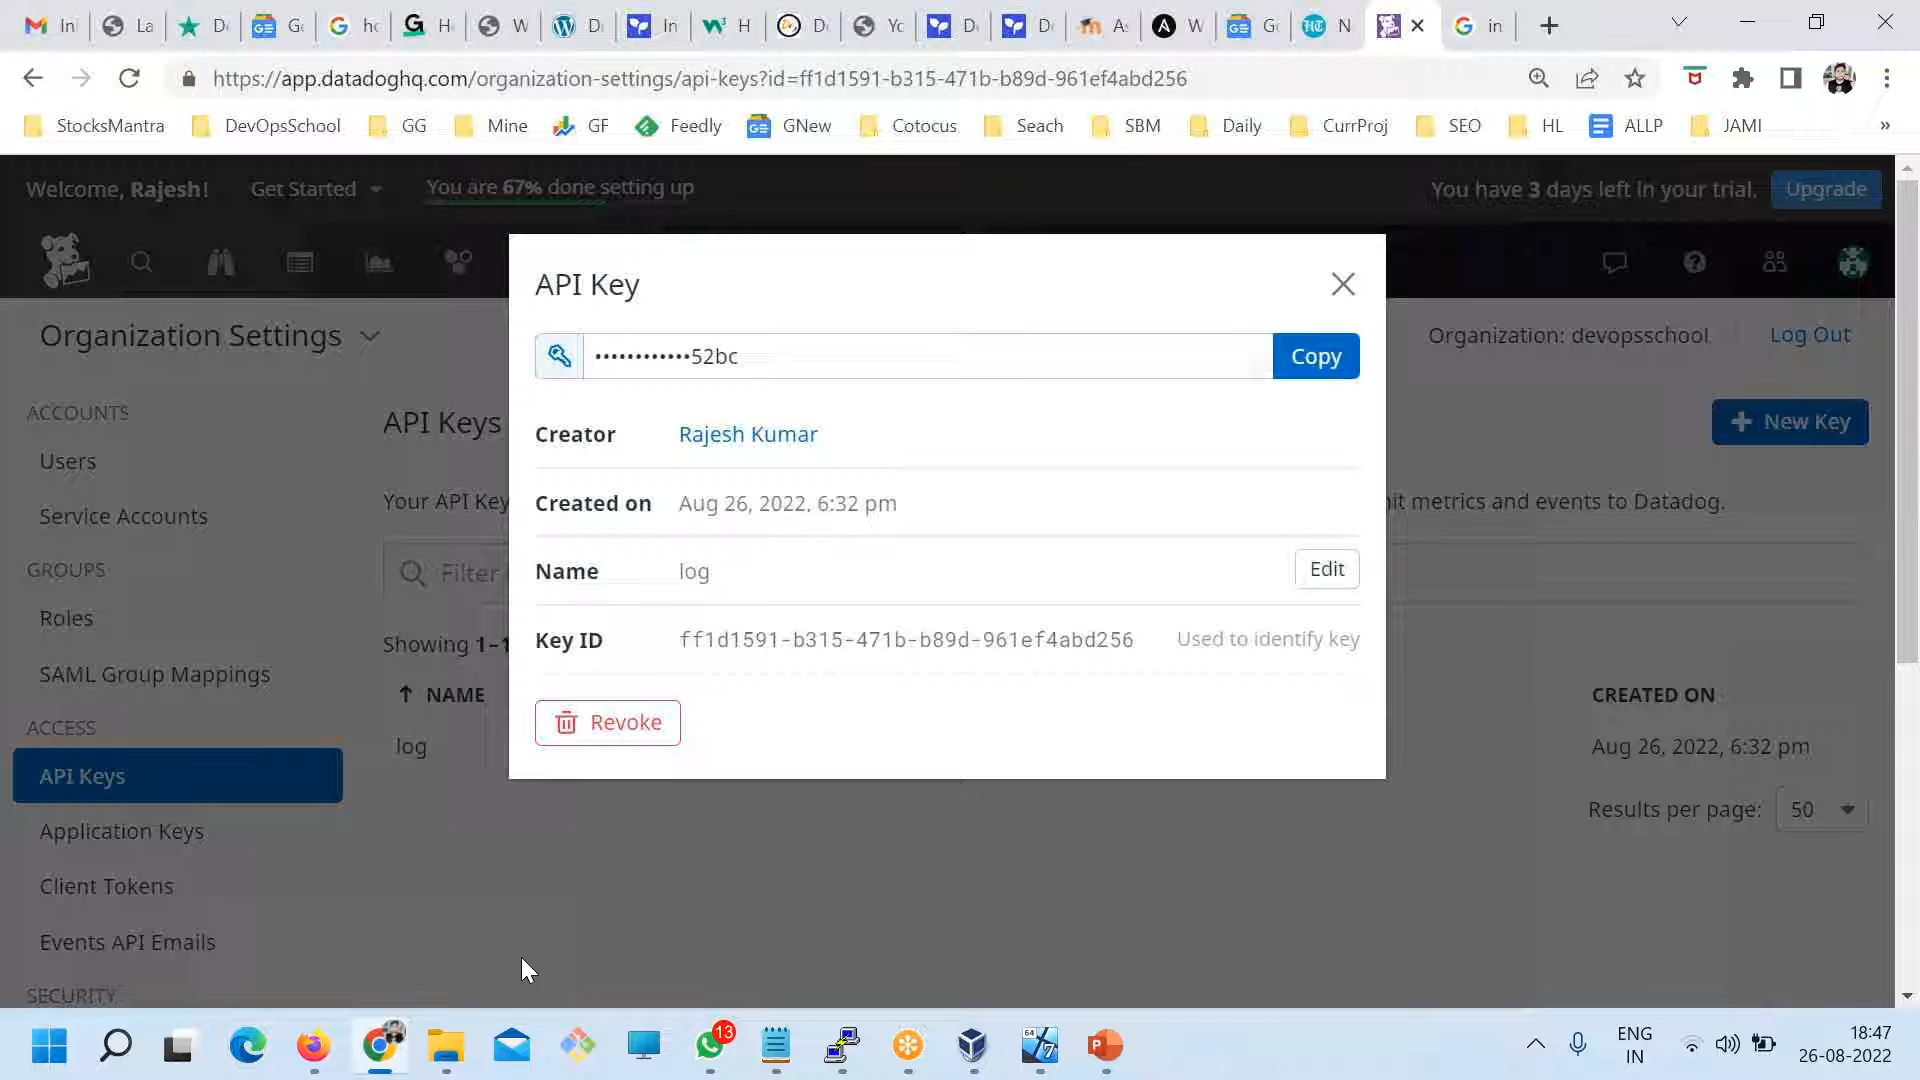 In
La
D
G
hc
H
W
D
In
H
D
Yc
D
D
A
W
G
N
in
https://app.datadoghq.com/organization-settings/api-keys?id=ff1d1591-b315-471b-b89d-961ef4abd256
StocksMantra
DevOpsSchool
GG
Mine
GF
Feedly
GNew
Cotocus
Seach
SBM
Daily
CurrProj
SEO
HL
ALLP
JAMI
»
Welcome, Rajesh!
Get Started
You are 67% done setting up
You have 3 days left in your trial.
Upgrade
Organization Settings
Organization: devopsschool
Log Out
ACCOUNTS
Users
Service Accounts
GROUPS
Roles
SAML Group Mappings
ACCESS
API Keys
Application Keys
Client Tokens
Events API Emails
SECURITY
API Keys
New Key
Your API Key
it metrics and events to Datadog.
Filter
Showing 1–1
NAME
CREATED ON
log
Aug 26, 2022, 6:32 pm
Results per page: 50
API Key
••••••••••••52bc
Copy
Creator Rajesh Kumar
Created on Aug 26, 2022, 6:32 pm
Name log
Edit
Key ID ff1d1591-b315-471b-b89d-961ef4abd256 Used to identify key
Revoke
13
64
ENG
IN
18:47
26-08-2022